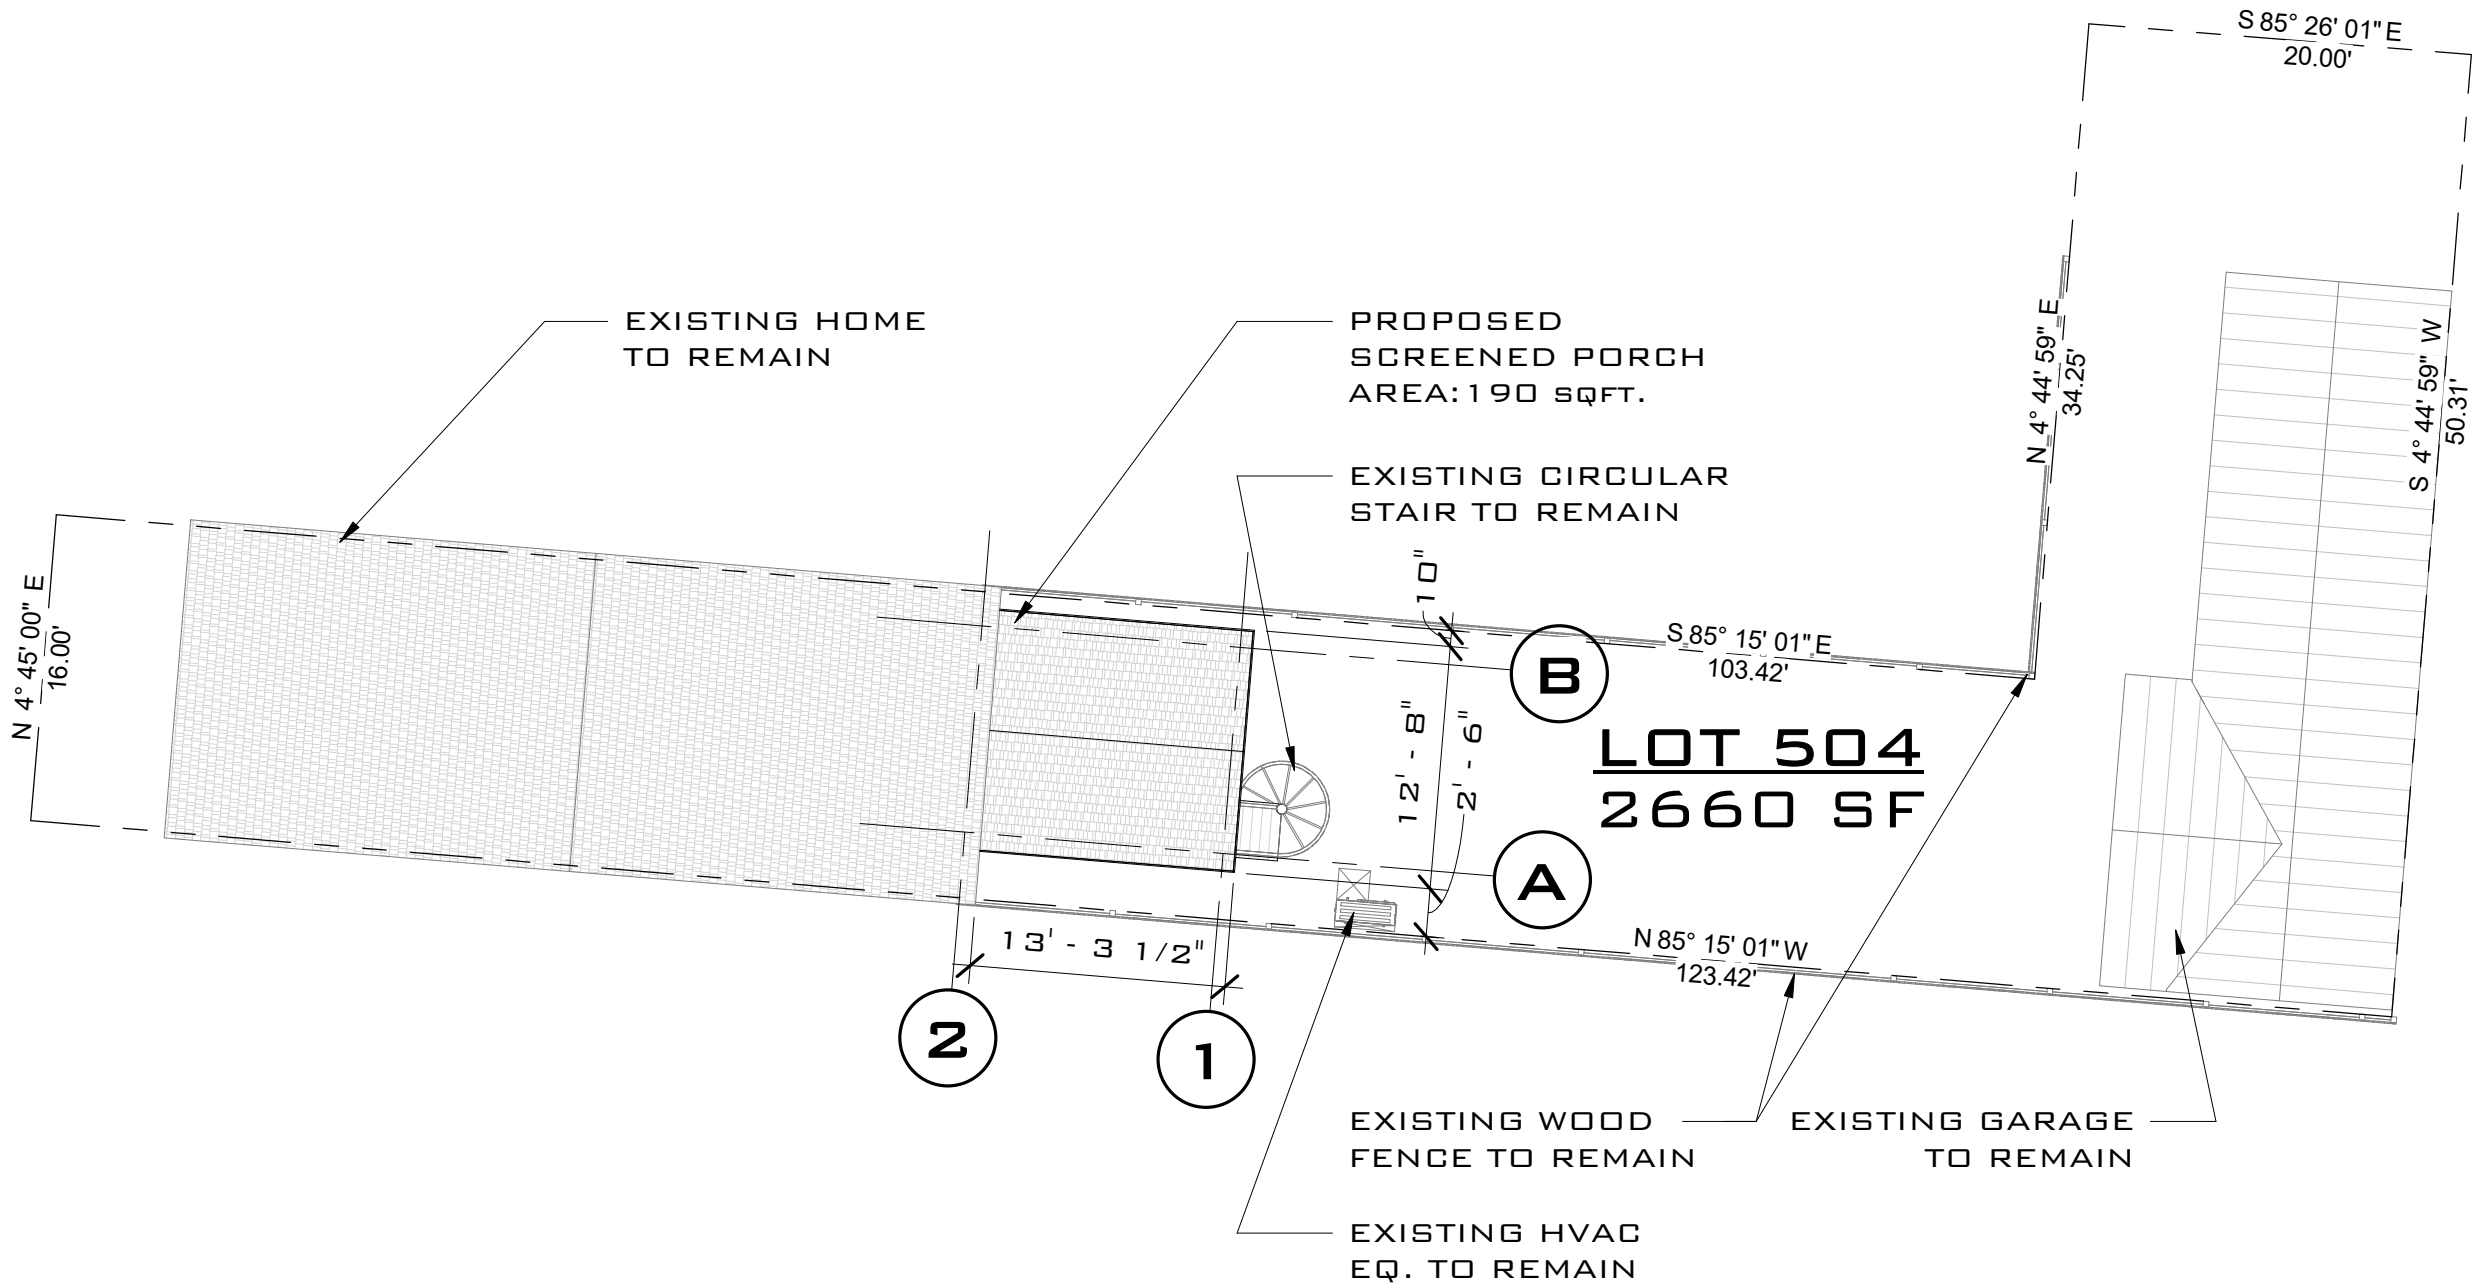 S 85° 26' 01" E
20.00'
EXISTING HOME
TO REMAIN
PROPOSED
SCREENED PORCH
AREA: 190 SQFT.
EXISTING CIRCULAR
STAIR TO REMAIN
N 4° 44' 59" E
34.25'
S 4° 44' 59" W
50.31'
N 4° 45' 00" E
16.00'
10"
B
S 85° 15' 01" E
103.42'
12' - 8"
2' - 6"
LOT 504
2660 SF
A
13' - 3 1/2"
N 85° 15' 01" W
123.42'
2
1
EXISTING WOOD
FENCE TO REMAIN
EXISTING GARAGE
TO REMAIN
EXISTING HVAC
EQ. TO REMAIN